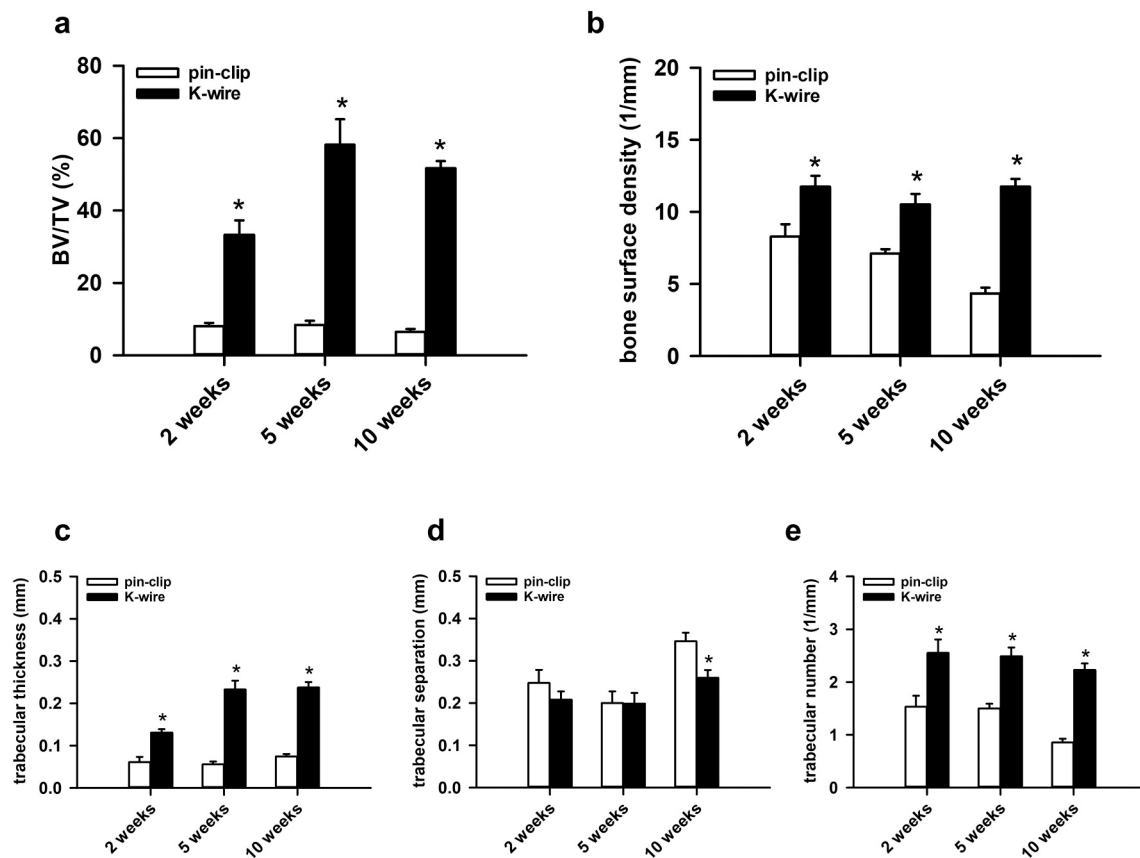 a
80
60
40
20
0
BV/TV (%)
pin-clip
K-wire
*
*
*
2 weeks
5 weeks
10 weeks
b
20
15
10
5
0
bone surface density (1/mm)
pin-clip
K-wire
*
*
*
2 weeks
5 weeks
10 weeks
c
0.5
0.4
0.3
0.2
0.1
0.0
trabecular thickness (mm)
pin-clip
K-wire
*
*
*
2 weeks
5 weeks
10 weeks
d
0.5
0.4
0.3
0.2
0.1
0.0
trabecular separation (mm)
pin-clip
K-wire
*
2 weeks
5 weeks
10 weeks
e
4
3
2
1
0
trabecular number (1/mm)
pin-clip
K-wire
*
*
*
2 weeks
5 weeks
10 weeks